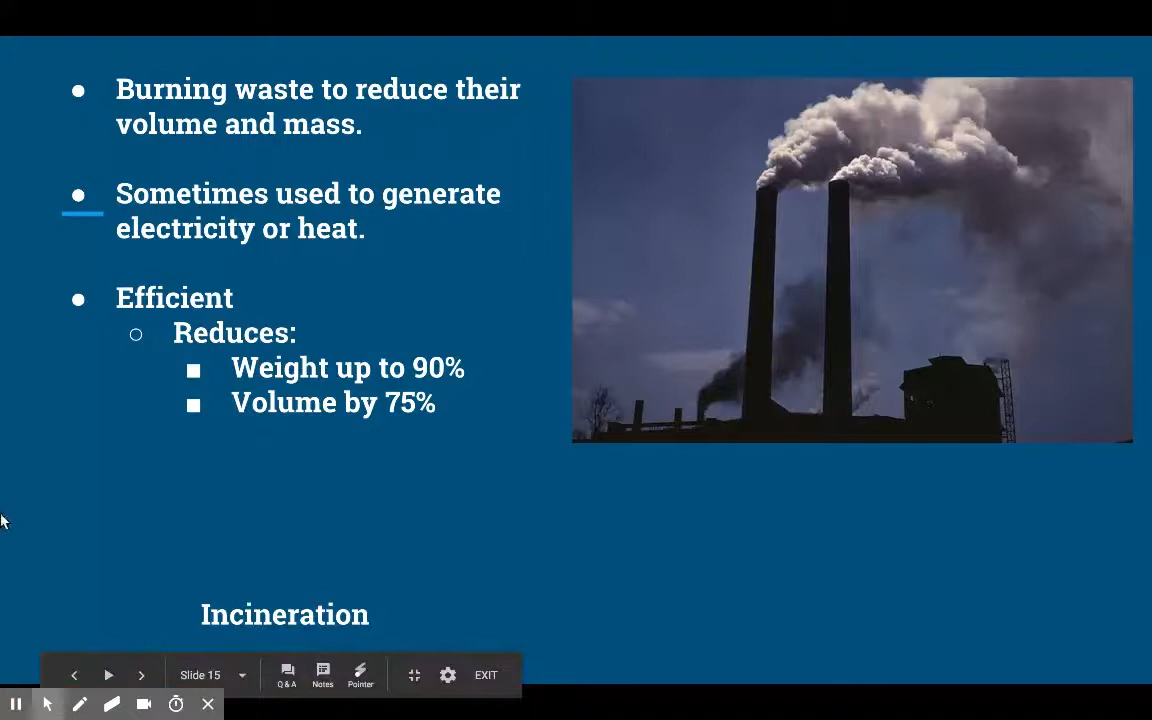 ● Burning waste to reduce their
volume and mass.
● Sometimes used to generate
electricity or heat.
● Efficient
○ Reduces:
■ Weight up to 90%
■ Volume by 75%
Incineration
Slide 15
Q & A
Notes
Pointer
EXIT